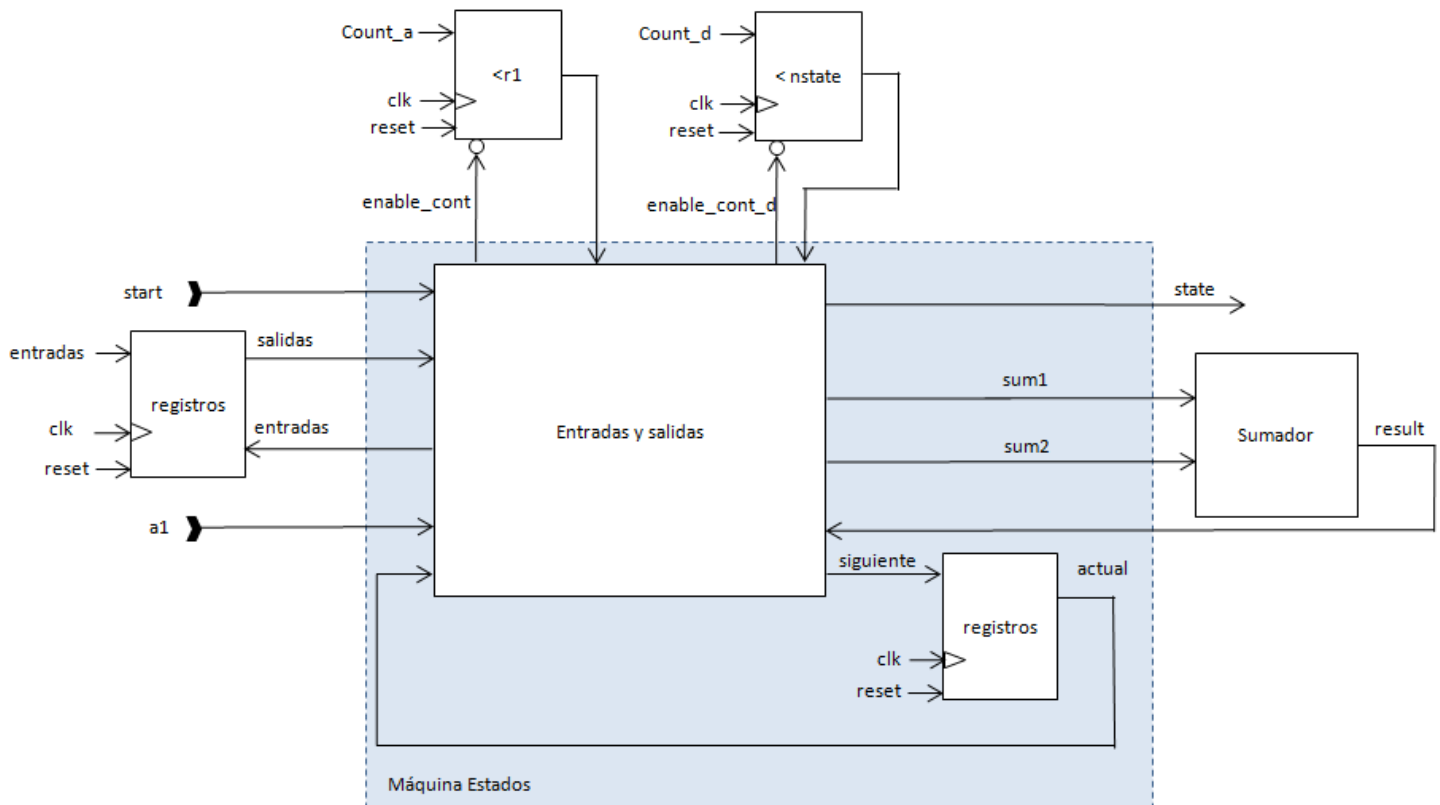 Count_a
<r1
clk
reset
enable_cont
Count_d
< nstate
clk
reset
enable_cont_d
start
state
entradas
salidas
registros
clk
entradas
reset
a1
Entradas y salidas
sum1
sum2
Sumador
result
siguiente
actual
registros
clk
reset
Máquina Estados